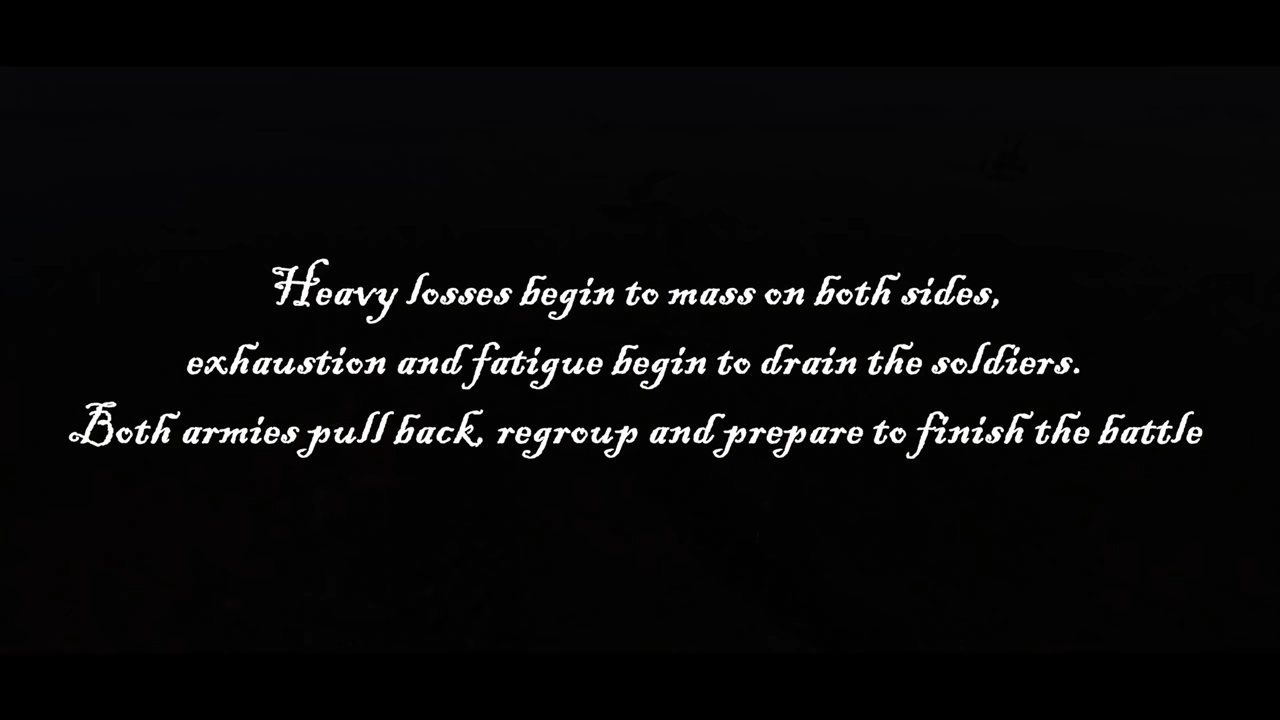 Heavy losses begin to mass on both sides,
exhaustion and fatigue begin to drain the soldiers.
Both armies pull back, regroup and prepare to finish the battle